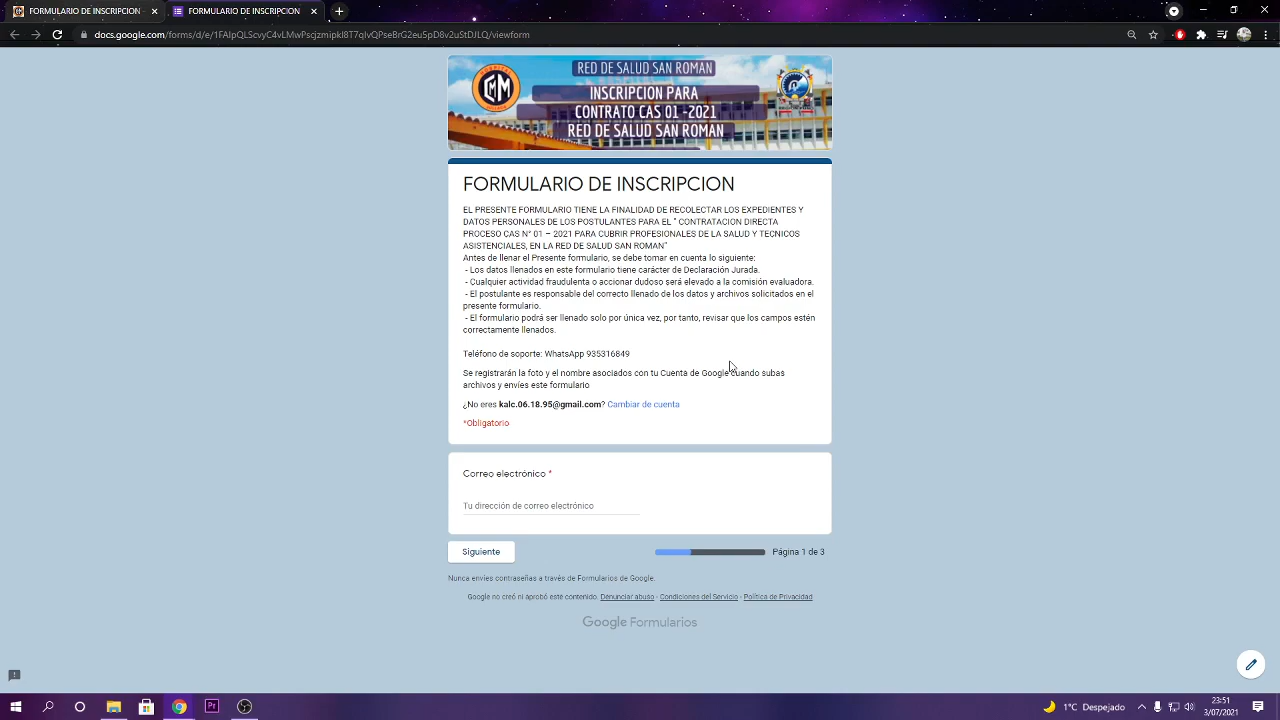 FORMULARIO DE INSCRIPCION
FORMULARIO DE INSCRIPCION
docs.google.com/forms/d/e/1FAIpQLScvyC4vLMwPsgjzmipkI8T7qIvQPseBrG2eu5pD8v2uStDJLQ/viewform
RED DE SALUD SAN ROMAN
INSCRIPCION PARA
CONTRATO CAS 01 -2021
RED DE SALUD SAN ROMAN
FORMULARIO DE INSCRIPCION
EL PRESENTE FORMULARIO TIENE LA FINALIDAD DE RECOLECTAR LOS EXPEDIENTES Y
DATOS PERSONALES DE LOS POSTULANTES PARA EL " CONTRATACION DIRECTA
PROCESO CAS N° 01 – 2021 PARA CUBRIR PROFESIONALES DE LA SALUD Y TECNICOS
ASISTENCIALES, EN LA RED DE SALUD SAN ROMAN"
Antes de llenar el Presente formulario, se debe tomar en cuenta lo siguiente:
- Los datos llenados en este formulario tiene carácter de Declaración Jurada.
- Cualquier actividad fraudulenta o accionar dudoso será elevado a la comisión evaluadora.
- El postulante es responsable del correcto llenado de los datos y archivos solicitados en el
presente formulario.
- El formulario podrá ser llenado solo por única vez, por tanto, revisar que los campos estén
correctamente llenados.
Teléfono de soporte: WhatsApp 935316849
Se registrarán la foto y el nombre asociados con tu Cuenta de Google cuando subas
archivos y envíes este formulario
¿No eres kalc.06.18.95@gmail.com? Cambiar de cuenta
*Obligatorio
Correo electrónico *
Tu dirección de correo electrónico
Siguiente
Página 1 de 3
Nunca envíes contraseñas a través de Formularios de Google.
Google no creó ni aprobó este contenido. Denunciar abuso - Condiciones del Servicio - Política de Privacidad
Google Formularios
1°C Despejado
23:51
3/07/2021